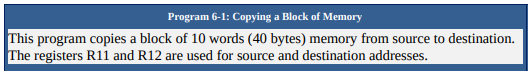 Program 6-1: Copying a Block of Memory
This program copies a block of 10 words (40 bytes) memory from source to destination.
The registers R11 and R12 are used for source and destination addresses.